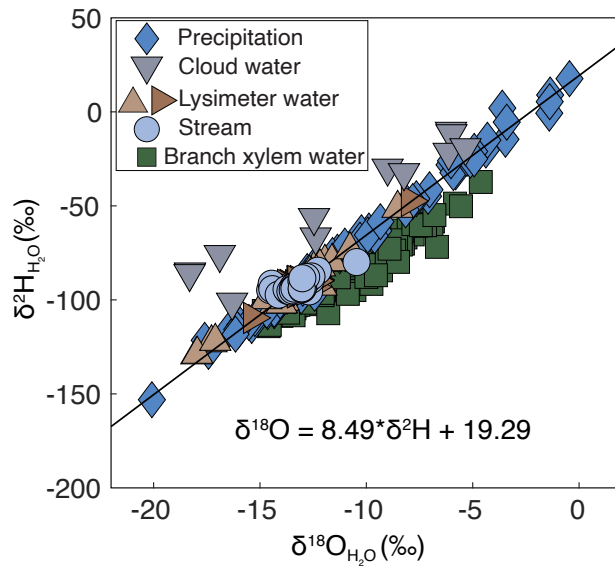 50
0
-50
-100
-150
-200
δ²H_H₂O (‰)
Precipitation
Cloud water
Lysimeter water
Stream
Branch xylem water
δ¹⁸O = 8.49*δ²H + 19.29
-20
-15
-10
-5
0
δ¹⁸O_H₂O (‰)